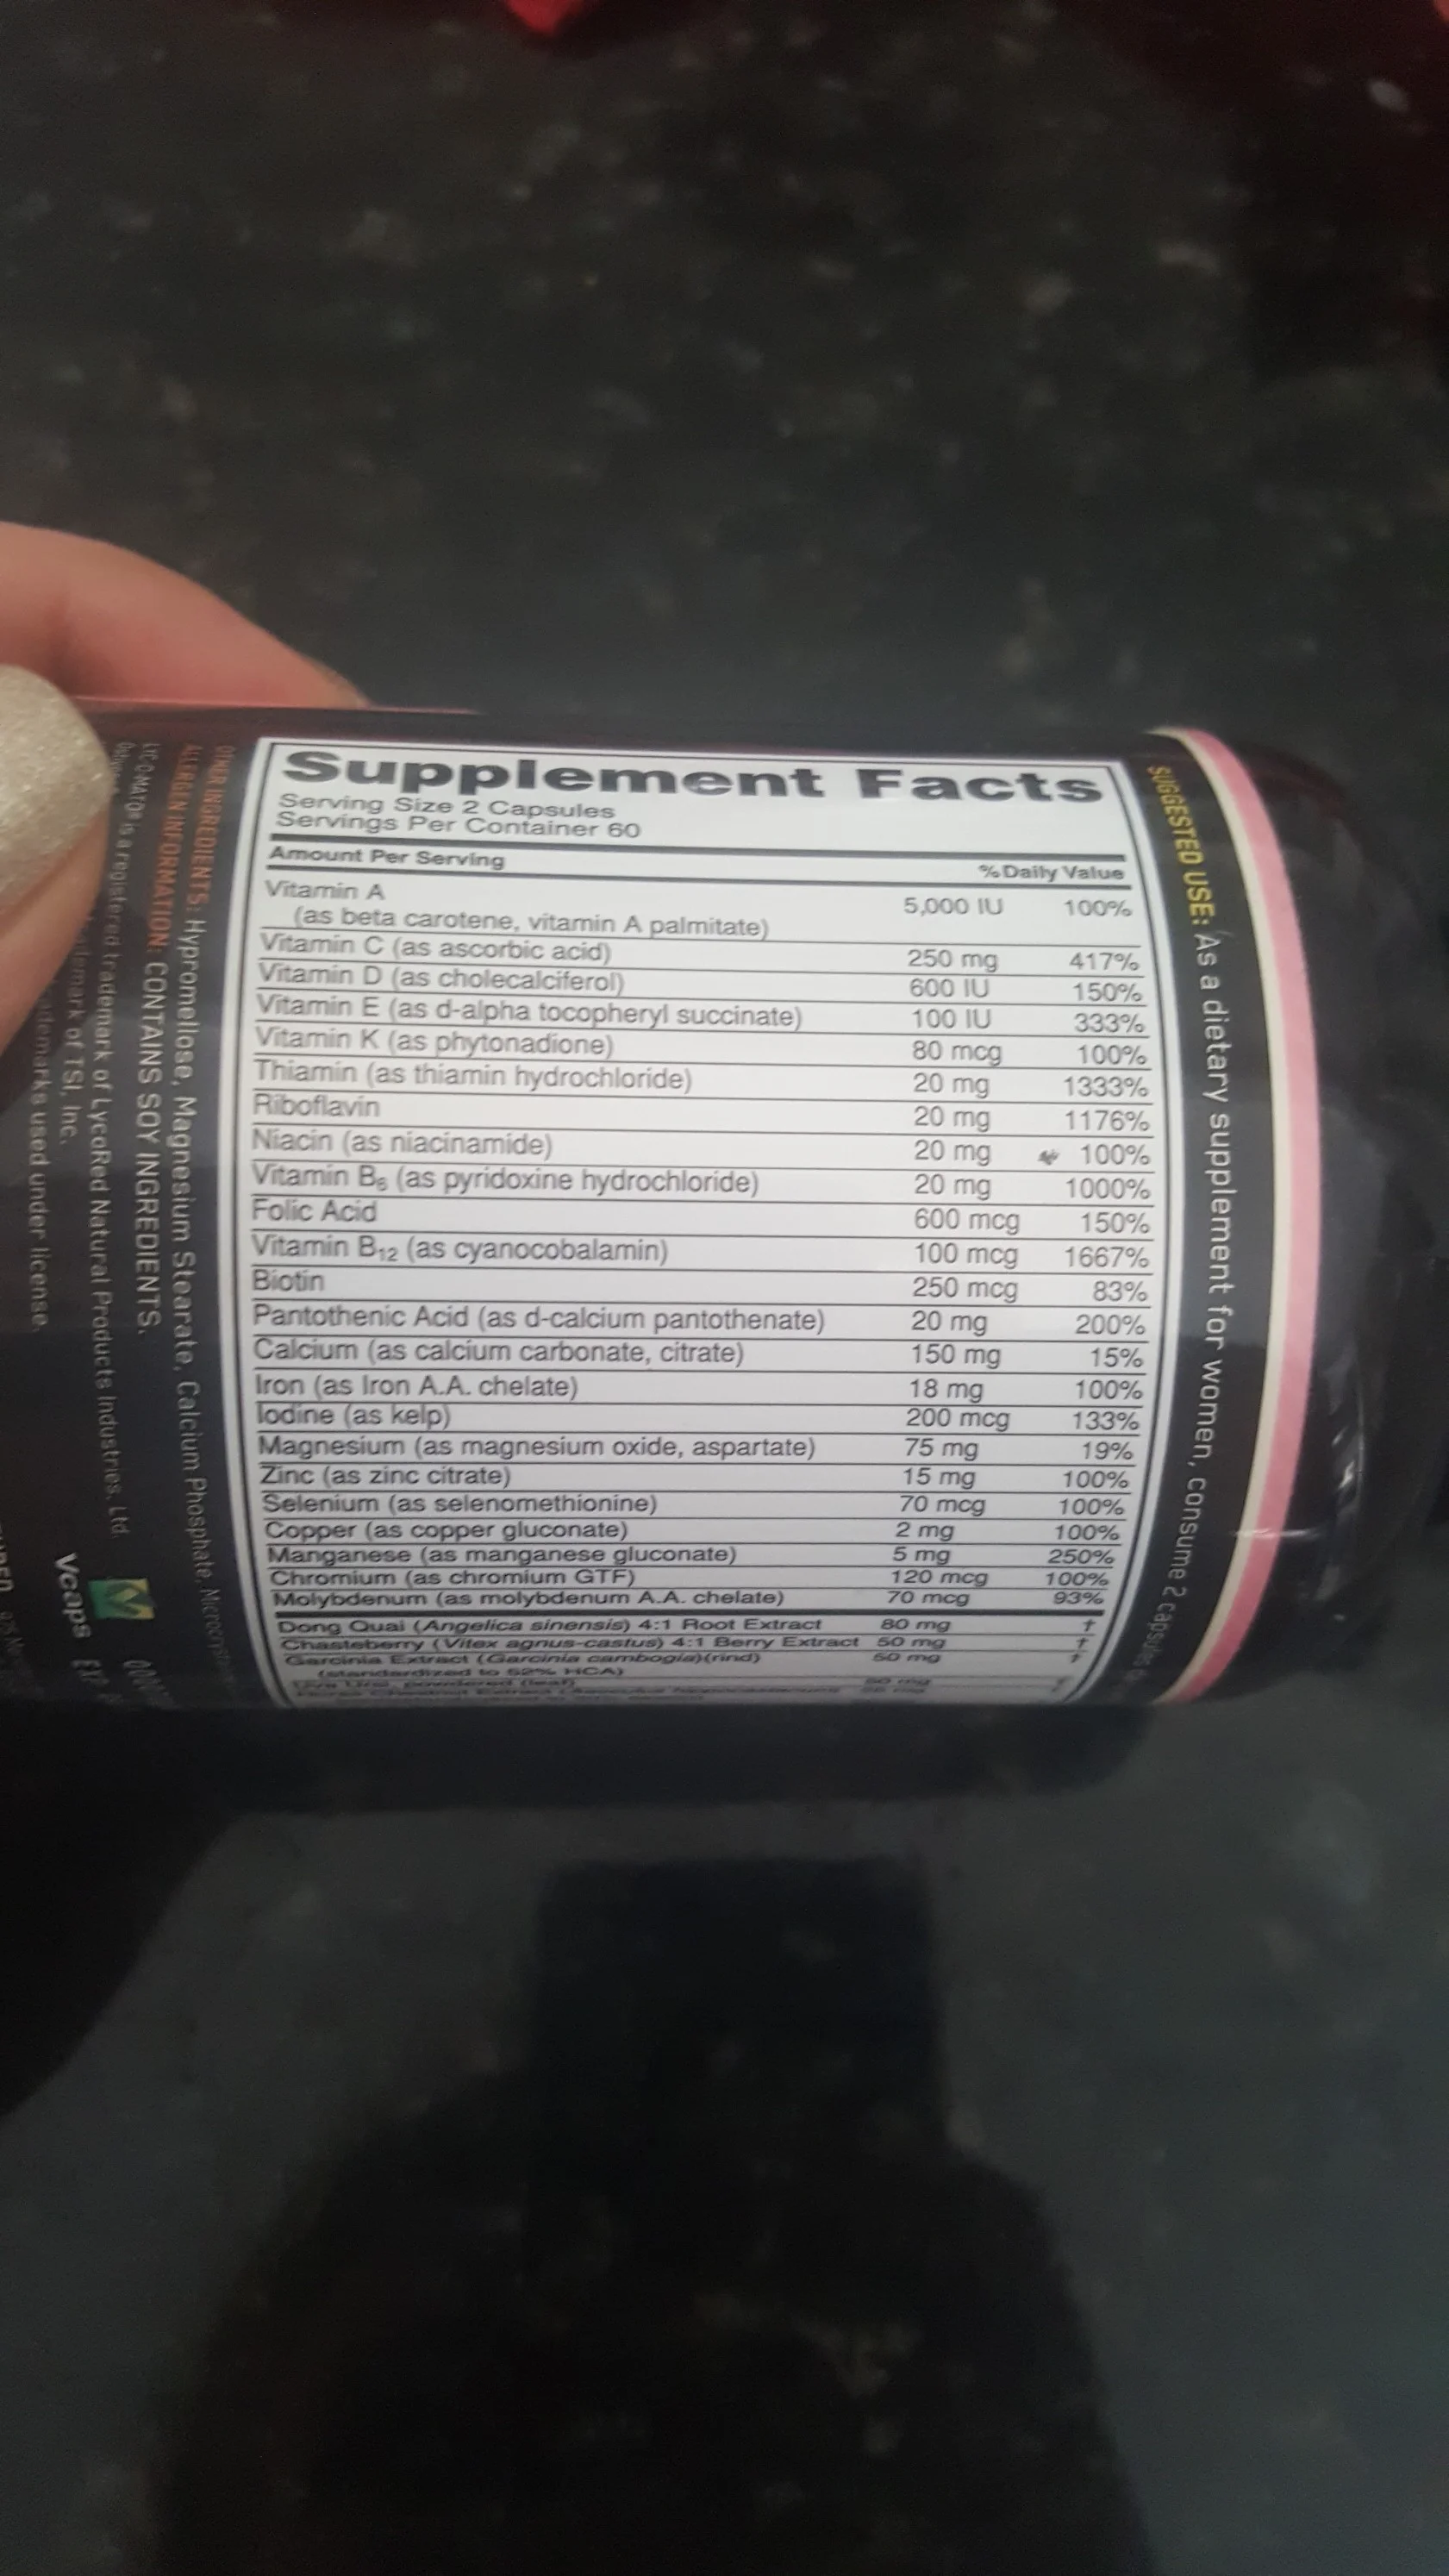 Supplement Facts
Serving Size 2 Capsules
Servings Per Container 60
Amount Per Serving % Daily Value
Vitamin A 5,000 IU 100%
(as beta carotene, vitamin A palmitate)
Vitamin C (as ascorbic acid) 250 mg 417%
Vitamin D (as cholecalciferol) 600 IU 150%
Vitamin E (as d-alpha tocopheryl succinate) 100 IU 333%
Vitamin K (as phytonadione) 80 mcg 100%
Thiamin (as thiamin hydrochloride) 20 mg 1333%
Riboflavin 20 mg 1176%
Niacin (as niacinamide) 20 mg 100%
Vitamin B₆ (as pyridoxine hydrochloride) 20 mg 1000%
Folic Acid 600 mcg 150%
Vitamin B₁₂ (as cyanocobalamin) 100 mcg 1667%
Biotin 250 mcg 83%
Pantothenic Acid (as d-calcium pantothenate) 20 mg 200%
Calcium (as calcium carbonate, citrate) 150 mg 15%
Iron (as Iron A.A. chelate) 18 mg 100%
Iodine (as kelp) 200 mcg 133%
Magnesium (as magnesium oxide, aspartate) 75 mg 19%
Zinc (as zinc citrate) 15 mg 100%
Selenium (as selenomethionine) 70 mcg 100%
Copper (as copper gluconate) 2 mg 100%
Manganese (as manganese gluconate) 5 mg 250%
Chromium (as chromium GTF) 120 mcg 100%
Molybdenum (as molybdenum A.A. chelate) 70 mcg 93%
Dong Quai (Angelica sinensis) 4:1 Root Extract 80 mg †
Chasteberry (Vitex agnus-castus) 4:1 Berry Extract 50 mg †
Garcinia Extract (Garcinia cambogia)(rind) 50 mg †
(standardized to 52% HCA)
SUGGESTED USE: As a dietary supplement for women, consume 2 capsules
OTHER INGREDIENTS: Hypromellose, Magnesium Stearate, Calcium Phosphate,
ALLERGEN INFORMATION: CONTAINS SOY INGREDIENTS.
LYC-O-MATO® is a registered trademark of LycoRed Natural Products Industries, Ltd.
of TSI, Inc.
used under license.
Vcaps